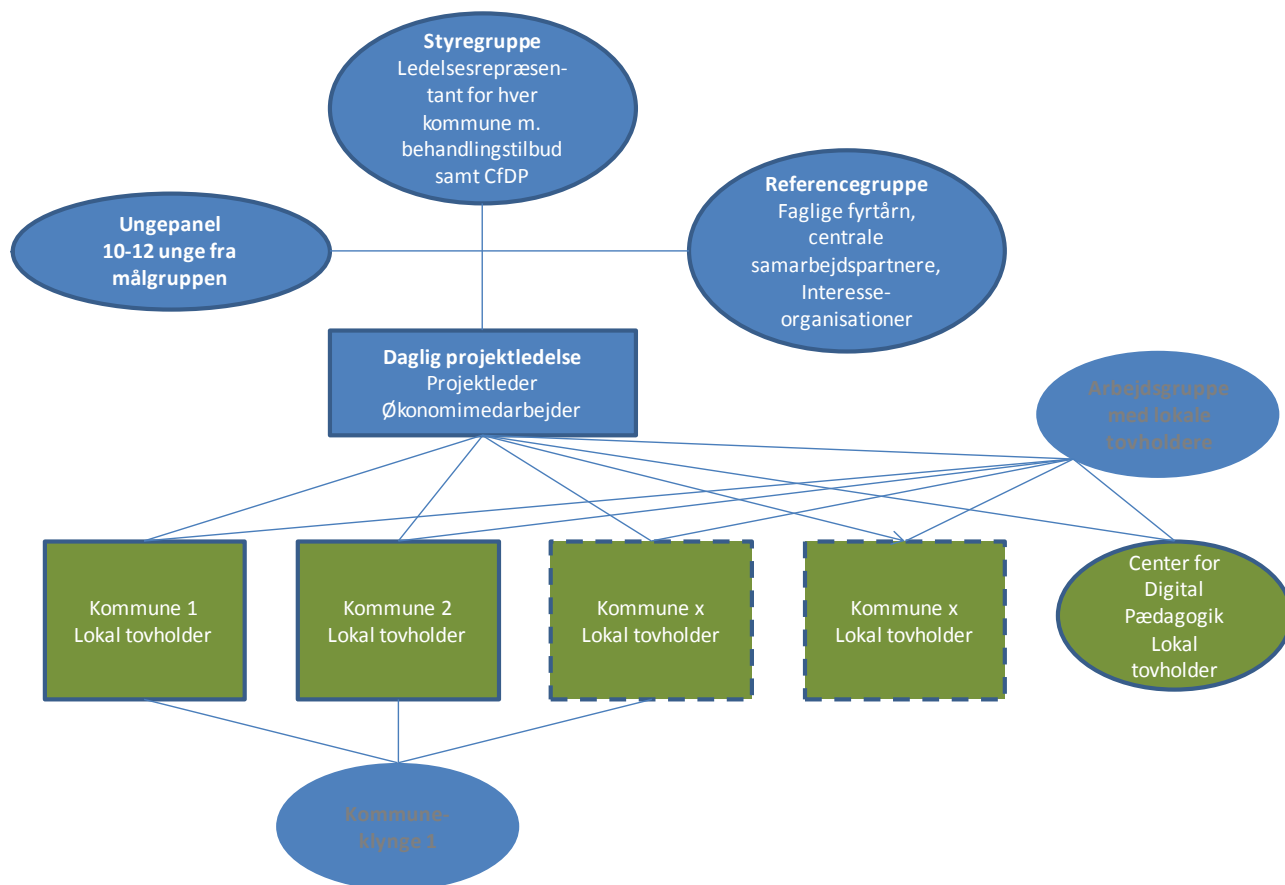 Styregruppe
Ledelsesrepræsen-
tant for hver
kommune m.
behandlingstilbud
samt CfDP
Ungepanel
10-12 unge fra
målgruppen
Referencegruppe
Faglige fyrtårn,
centrale
samarbejdspartnere,
Interesse-
organisationer
Daglig projektledelse
Projektleder
Økonomimedarbejder
Arbejdsgruppe
med lokale
tovholdere
Kommune 1
Lokal tovholder
Kommune 2
Lokal tovholder
Kommune x
Lokal tovholder
Kommune x
Lokal tovholder
Center for
Digital
Pædagogik
Lokal
tovholder
Kommune-
klynge 1